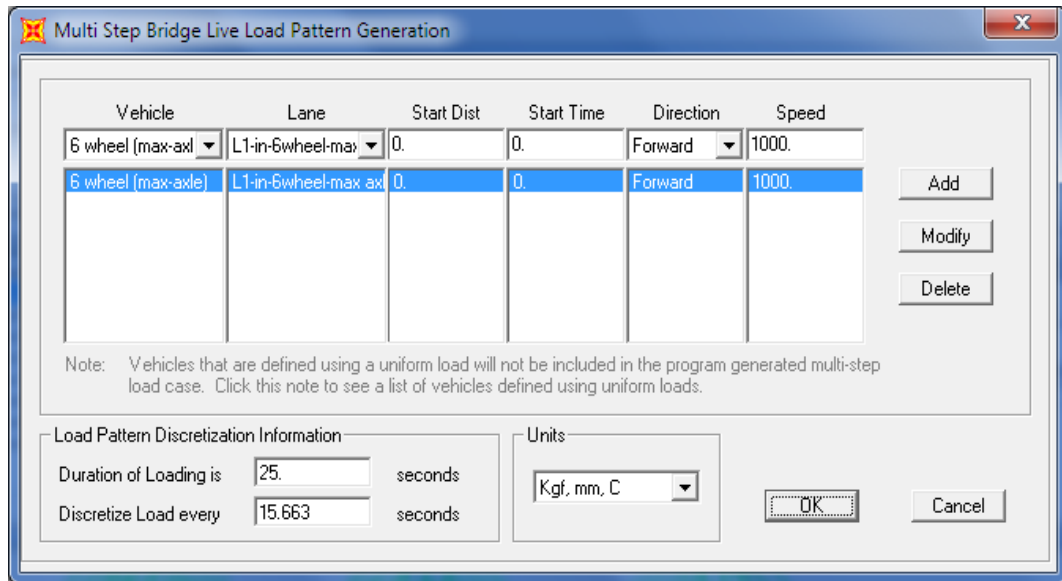 Multi Step Bridge Live Load Pattern Generation
Vehicle Lane Start Dist Start Time Direction Speed
6 wheel (max-axl L1-in-6wheel-max 0. 0. Forward 1000.
6 wheel (max-axle) L1-in-6wheel-max axl 0. 0. Forward 1000.
Add
Modify
Delete
Note: Vehicles that are defined using a uniform load will not be included in the program generated multi-step
load case. Click this note to see a list of vehicles defined using uniform loads.
Load Pattern Discretization Information
Duration of Loading is 25. seconds
Discretize Load every 15.663 seconds
Units
Kgf, mm, C
OK
Cancel